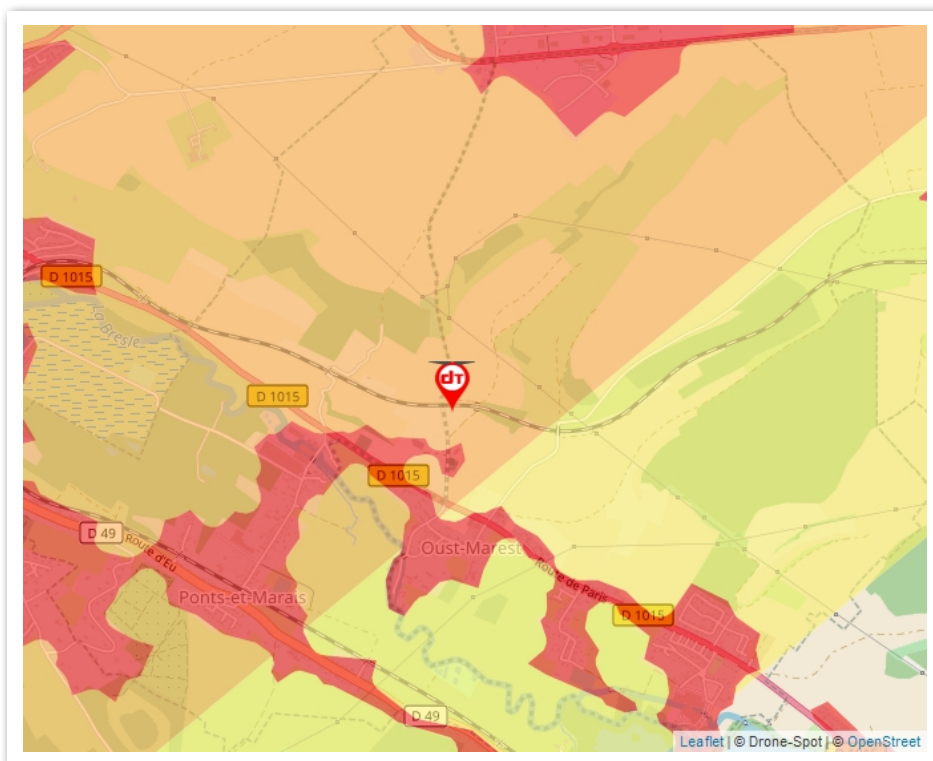 D 1015
La Bresle
D 1015
dT
D 1015
D 49
Route d'Eu
Oust-Marest
Route de Paris
Ponts-et-Marais
D 1015
D 49
Leaflet | © Drone-Spot | © OpenStreet